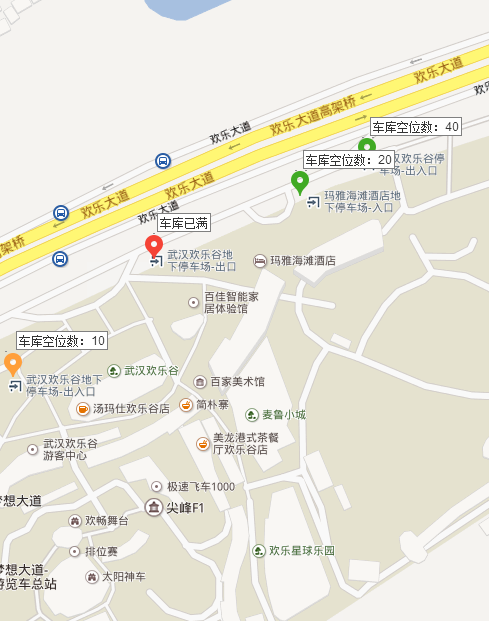 欢乐大道
欢乐大道高架桥
欢乐
车库空位数：40
欢乐大道
汉欢乐谷停
车场-出入口
车库空位数：20
欢乐大道
玛雅海滩酒店地
下停车场-入口
欢乐大道
欢乐大道
车库已满
架桥
武汉欢乐谷地
下停车场-出口
玛雅海滩酒店
百佳智能家
居体验馆
车库空位数：10
武汉欢乐谷
武汉欢乐谷地下
停车场-出入口
百家美术馆
汤玛仕欢乐谷店
简朴寨
麦鲁小城
武汉欢乐谷
游客中心
美龙港式茶餐
厅欢乐谷店
极速飞车1000
梦想大道
尖峰F1
欢畅舞台
排位赛
欢乐星球乐园
梦想大道-
游览车总站
太阳神车